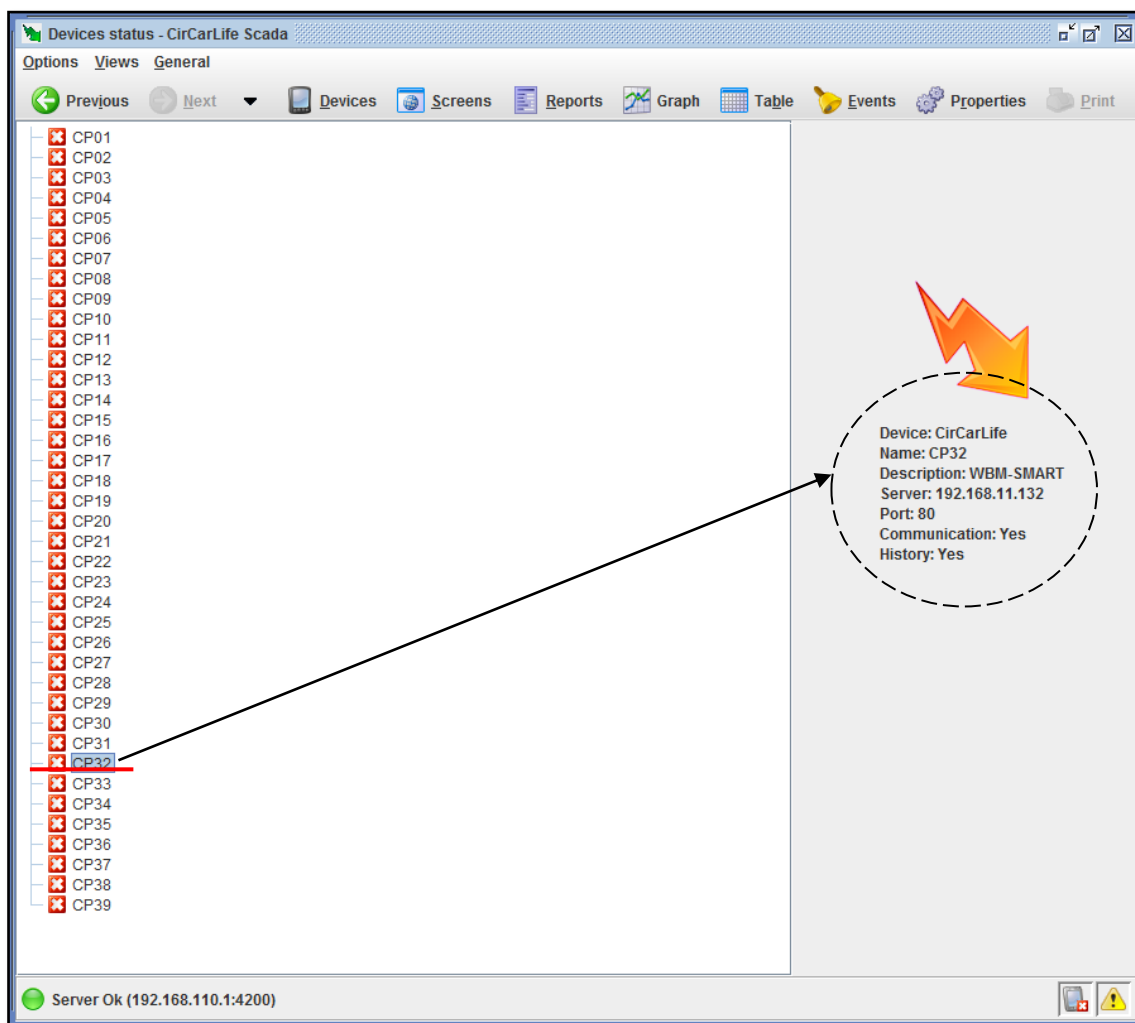 Devices status - CirCarLife Scada
Options Views General
Previous Next Devices Screens Reports Graph Table Events Properties Print
CP01
CP02
CP03
CP04
CP05
CP06
CP07
CP08
CP09
CP10
CP11
CP12
CP13
CP14
CP15
CP16
CP17
CP18
CP19
CP20
CP21
CP22
CP23
CP24
CP25
CP26
CP27
CP28
CP29
CP30
CP31
CP32
CP33
CP34
CP35
CP36
CP37
CP38
CP39
Device: CirCarLife
Name: CP32
Description: WBM-SMART
Server: 192.168.11.132
Port: 80
Communication: Yes
History: Yes
Server Ok (192.168.110.1:4200)